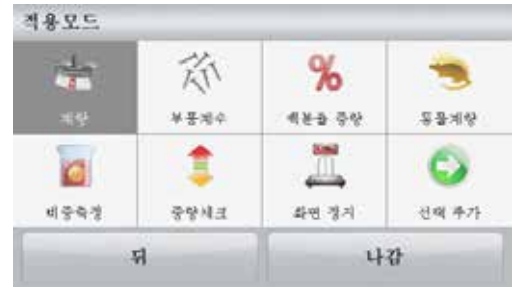 적용모드
계량 부품계수 백분율 중량 동물계량
비중측정 중량체크 화면 정지 선택 추가
뒤 나감